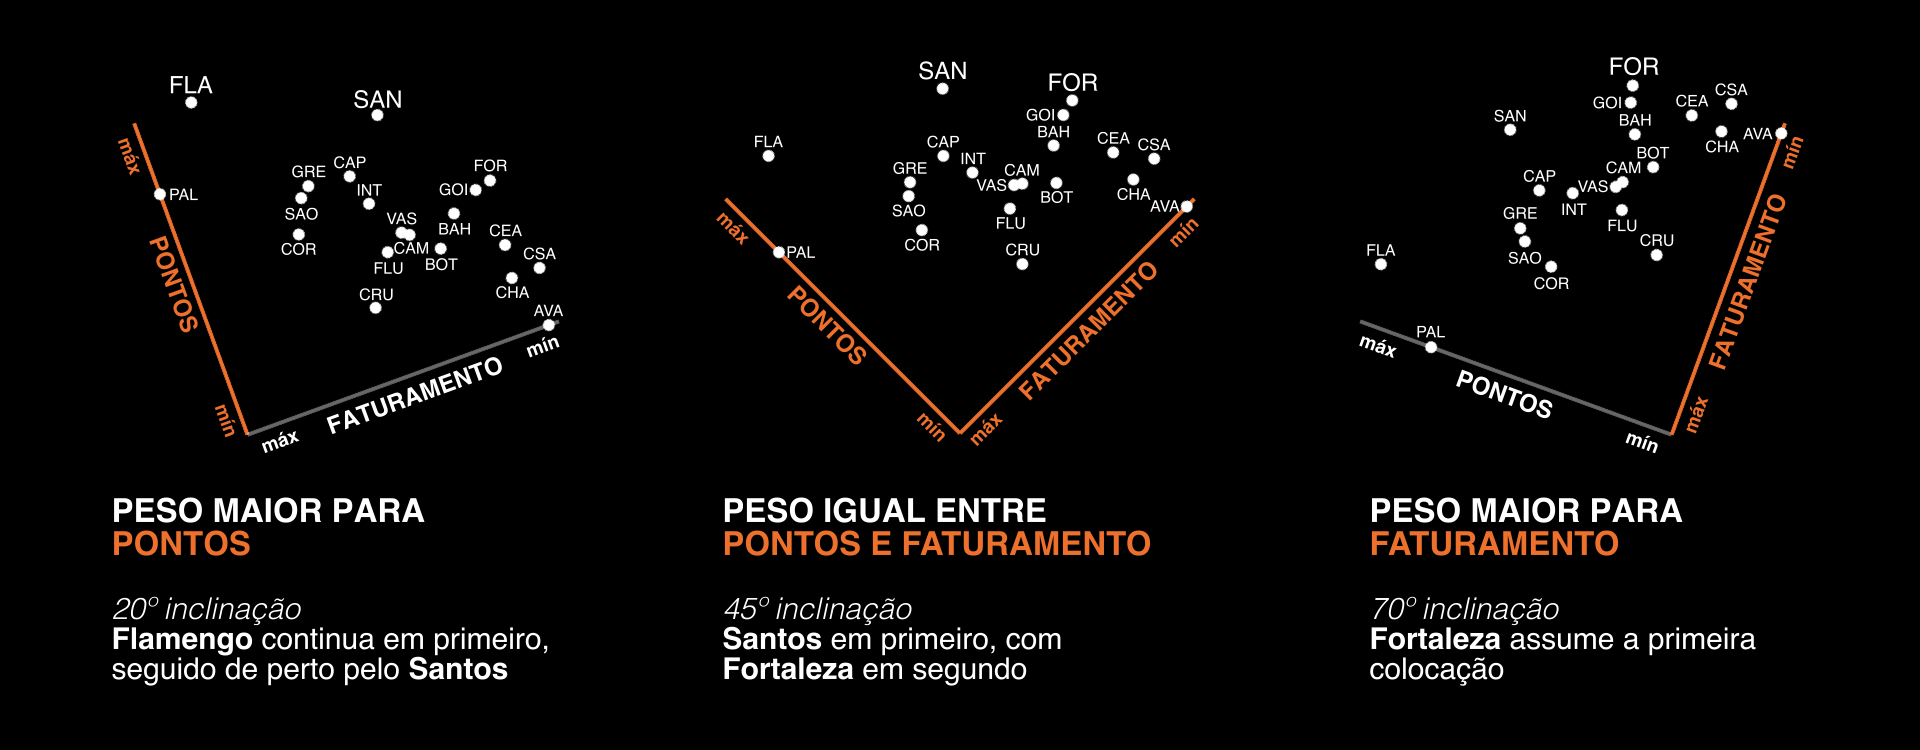 FLA
SAN
máx
PAL
GRE
CAP
SAO
INT
COR
FOR
GOI
VAS
BAH
CAM
FLU
BOT
CEA
CSA
CRU
CHA
AVA
PONTOS
mín
máx
FATURAMENTO
mín
PESO MAIOR PARA
PONTOS
20º inclinação
Flamengo continua em primeiro,
seguido de perto pelo Santos
SAN
FOR
FLA
GOI
BAH
CAP
INT
CEA
CSA
GRE
CAM
VAS
SAO
BOT
CHA
AVA
FLU
COR
CRU
máx
PAL
mín
PONTOS
FATURAMENTO
mín
máx
PESO IGUAL ENTRE
PONTOS E FATURAMENTO
45º inclinação
Santos em primeiro, com
Fortaleza em segundo
FOR
CSA
GOI
CEA
SAN
BAH
AVA
CHA
mín
BOT
CAM
CAP
VAS
INT
GRE
FLU
CRU
FLA
SAO
COR
PAL
máx
PONTOS
mín
FATURAMENTO
máx
PESO MAIOR PARA
FATURAMENTO
70º inclinação
Fortaleza assume a primeira
colocação